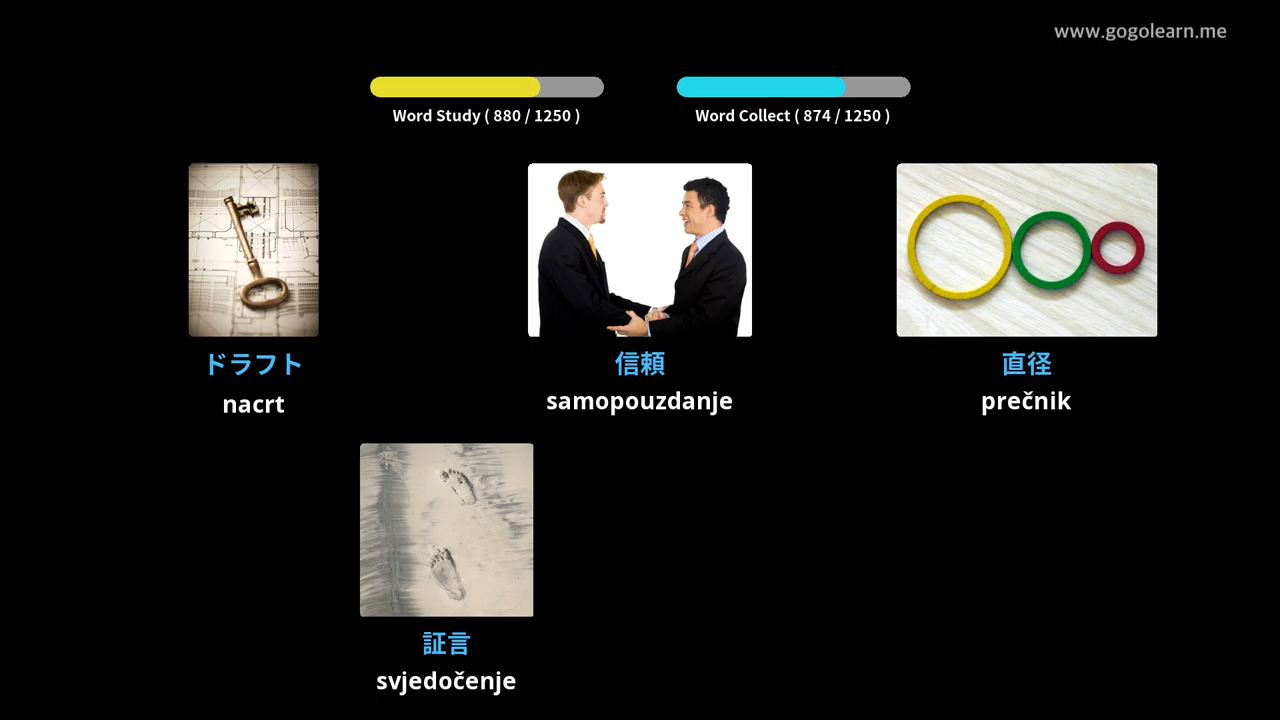 www.gogolearn.me
Word Study ( 880 / 1250 )
Word Collect ( 874 / 1250 )
ドラフト
nacrt
信頼
samopouzdanje
直径
prečnik
証言
svjedočenje